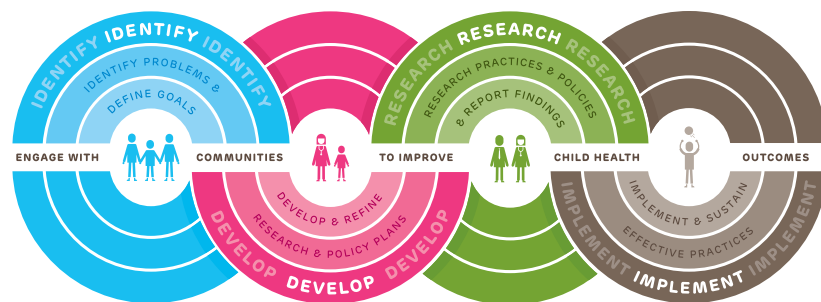 IDENTIFY IDENTIFY IDENTIFY
IDENTIFY PROBLEMS &
DEFINE GOALS
RESEARCH RESEARCH RESEARCH
RESEARCH PRACTICES & POLICIES
& REPORT FINDINGS
ENGAGE WITH COMMUNITIES TO IMPROVE CHILD HEALTH OUTCOMES
DEVELOP & REFINE
RESEARCH & POLICY PLANS
DEVELOP DEVELOP DEVELOP
IMPLEMENT & SUSTAIN
EFFECTIVE PRACTICES
IMPLEMENT IMPLEMENT IMPLEMENT